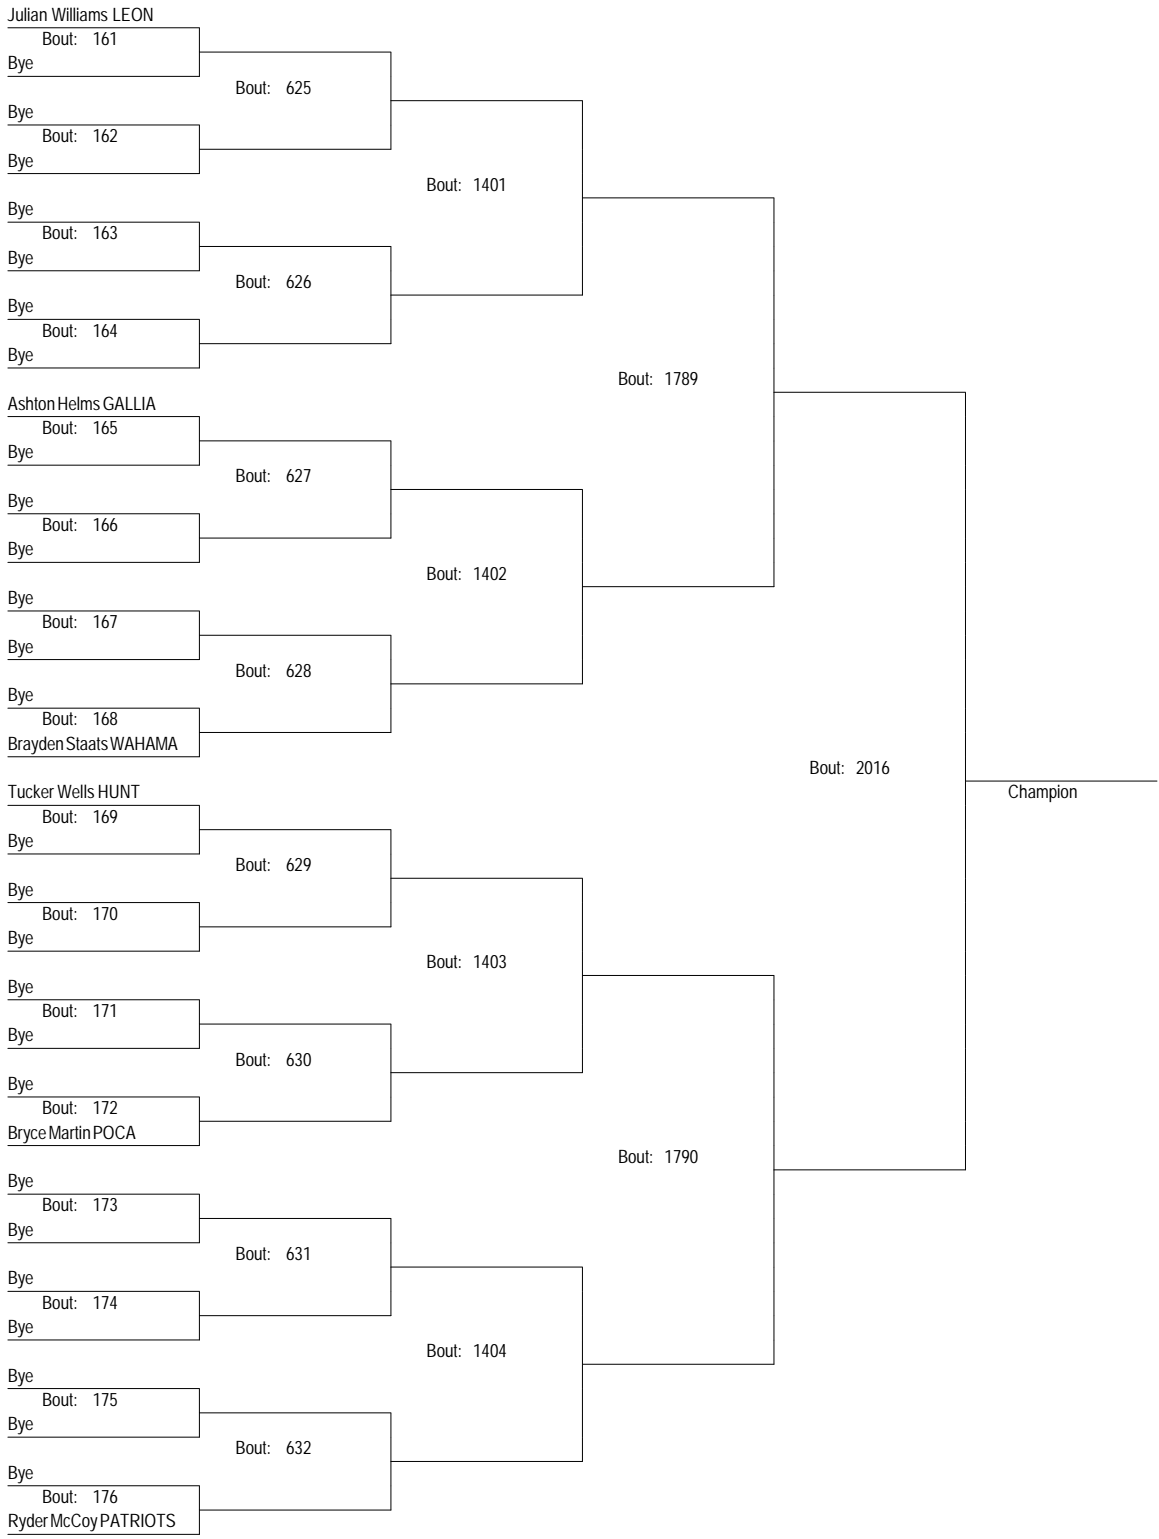 Julian Williams LEON
Bout: 161
Bye
Bout: 625
Bye
Bout: 162
Bye
Bout: 1401
Bye
Bout: 163
Bye
Bout: 626
Bye
Bout: 164
Bye
Bout: 1789
Ashton Helms GALLIA
Bout: 165
Bye
Bout: 627
Bye
Bout: 166
Bye
Bout: 1402
Bye
Bout: 167
Bye
Bout: 628
Bye
Bout: 168
Brayden Staats WAHAMA
Bout: 2016
Champion
Tucker Wells HUNT
Bout: 169
Bye
Bout: 629
Bye
Bout: 170
Bye
Bout: 1403
Bye
Bout: 171
Bye
Bout: 630
Bye
Bout: 172
Bryce Martin POCA
Bout: 1790
Bye
Bout: 173
Bye
Bout: 631
Bye
Bout: 174
Bye
Bout: 1404
Bye
Bout: 175
Bye
Bout: 632
Bye
Bout: 176
Ryder McCoy PATRIOTS